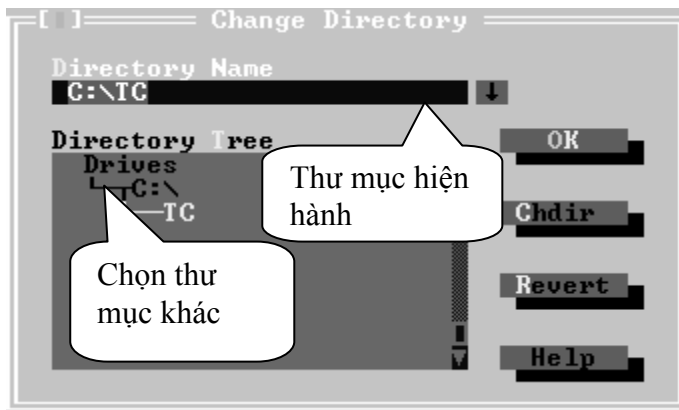 [ ] Change Directory
Directory Name
C:\TC
↓
Directory Tree
OK
Drives
C:\
TC
Thư mục hiện
hành
Chdir
Chọn thư
mục khác
Revert
Help